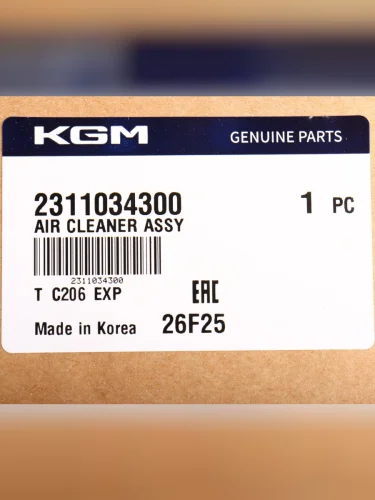 KGM GENUINE PARTS
2311034300 1 PC
AIR CLEANER ASSY
2311034300
T C206 EXP EAC
Made in Korea 26F25